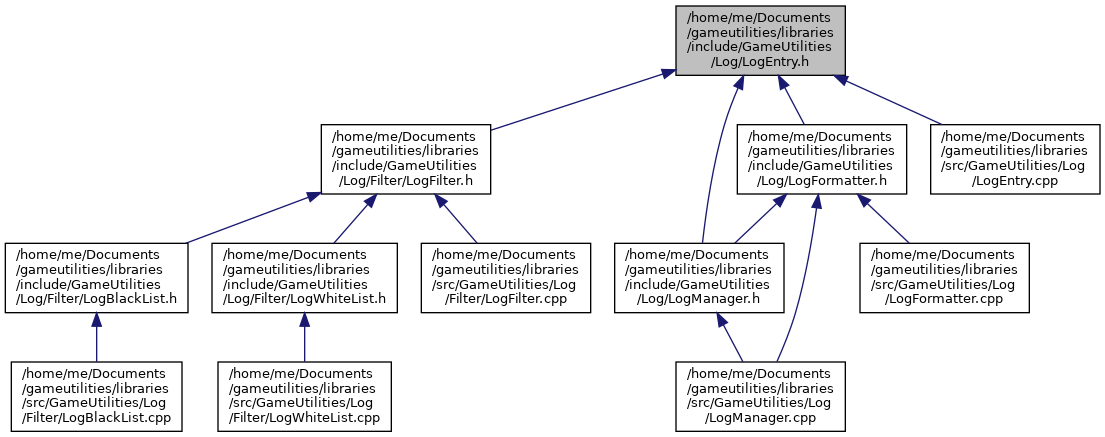 /home/me/Documents
/gameutilities/libraries
/include/GameUtilities
/Log/LogEntry.h
/home/me/Documents
/gameutilities/libraries
/include/GameUtilities
/Log/Filter/LogFilter.h
/home/me/Documents
/gameutilities/libraries
/include/GameUtilities
/Log/LogFormatter.h
/home/me/Documents
/gameutilities/libraries
/src/GameUtilities/Log
/LogEntry.cpp
/home/me/Documents
/gameutilities/libraries
/include/GameUtilities
/Log/Filter/LogBlackList.h
/home/me/Documents
/gameutilities/libraries
/include/GameUtilities
/Log/Filter/LogWhiteList.h
/home/me/Documents
/gameutilities/libraries
/src/GameUtilities/Log
/Filter/LogFilter.cpp
/home/me/Documents
/gameutilities/libraries
/include/GameUtilities
/Log/LogManager.h
/home/me/Documents
/gameutilities/libraries
/src/GameUtilities/Log
/LogFormatter.cpp
/home/me/Documents
/gameutilities/libraries
/src/GameUtilities/Log
/Filter/LogBlackList.cpp
/home/me/Documents
/gameutilities/libraries
/src/GameUtilities/Log
/Filter/LogWhiteList.cpp
/home/me/Documents
/gameutilities/libraries
/src/GameUtilities/Log
/LogManager.cpp